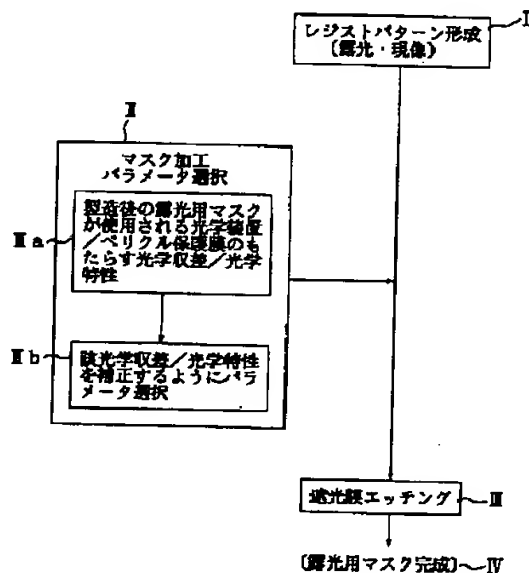 レジストパターン形成
(露光・現像)
I
II
マスク加工
パラメータ選択
IIa
製造後の露光用マスク
が使用される光学装置
/ペリクル保護膜のも
たらす光学収差/光学
特性
IIb
該光学収差/光学特性
を補正するようにパラ
メータ選択
遮光膜エッチング
III
〔露光用マスク完成〕
IV